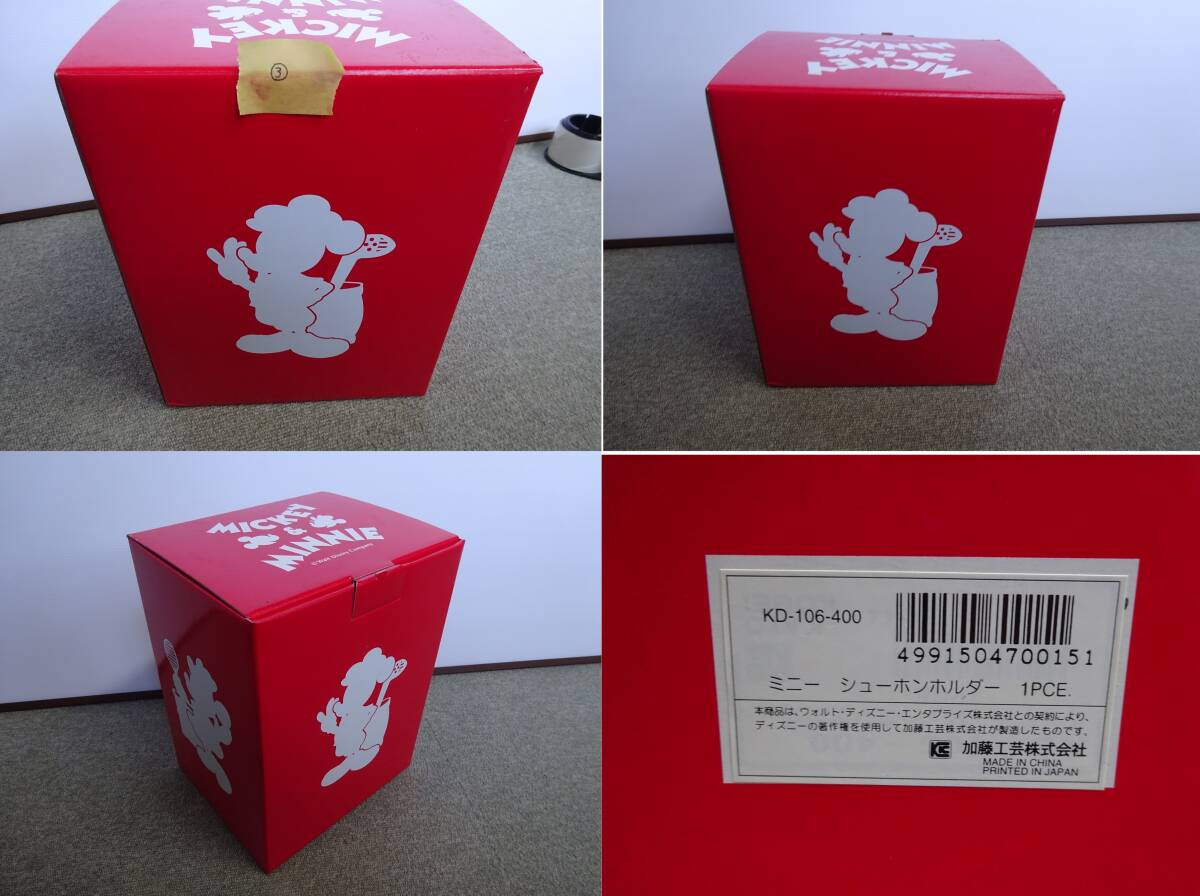 MICKEY
&
MINNIE
③
MICKEY
&
MINNIE
MICKEY
&
MINNIE
© Walt Disney Company
KD-106-400
4991504700151
ミニー シューホンホルダー 1PCE.
本商品は、ウォルト・ディズニー・エンタプライズ株式会社との契約により、
ディズニーの著作権を使用して加藤工芸株式会社が製造したものです。
KC 加藤工芸株式会社
MADE IN CHINA
PRINTED IN JAPAN